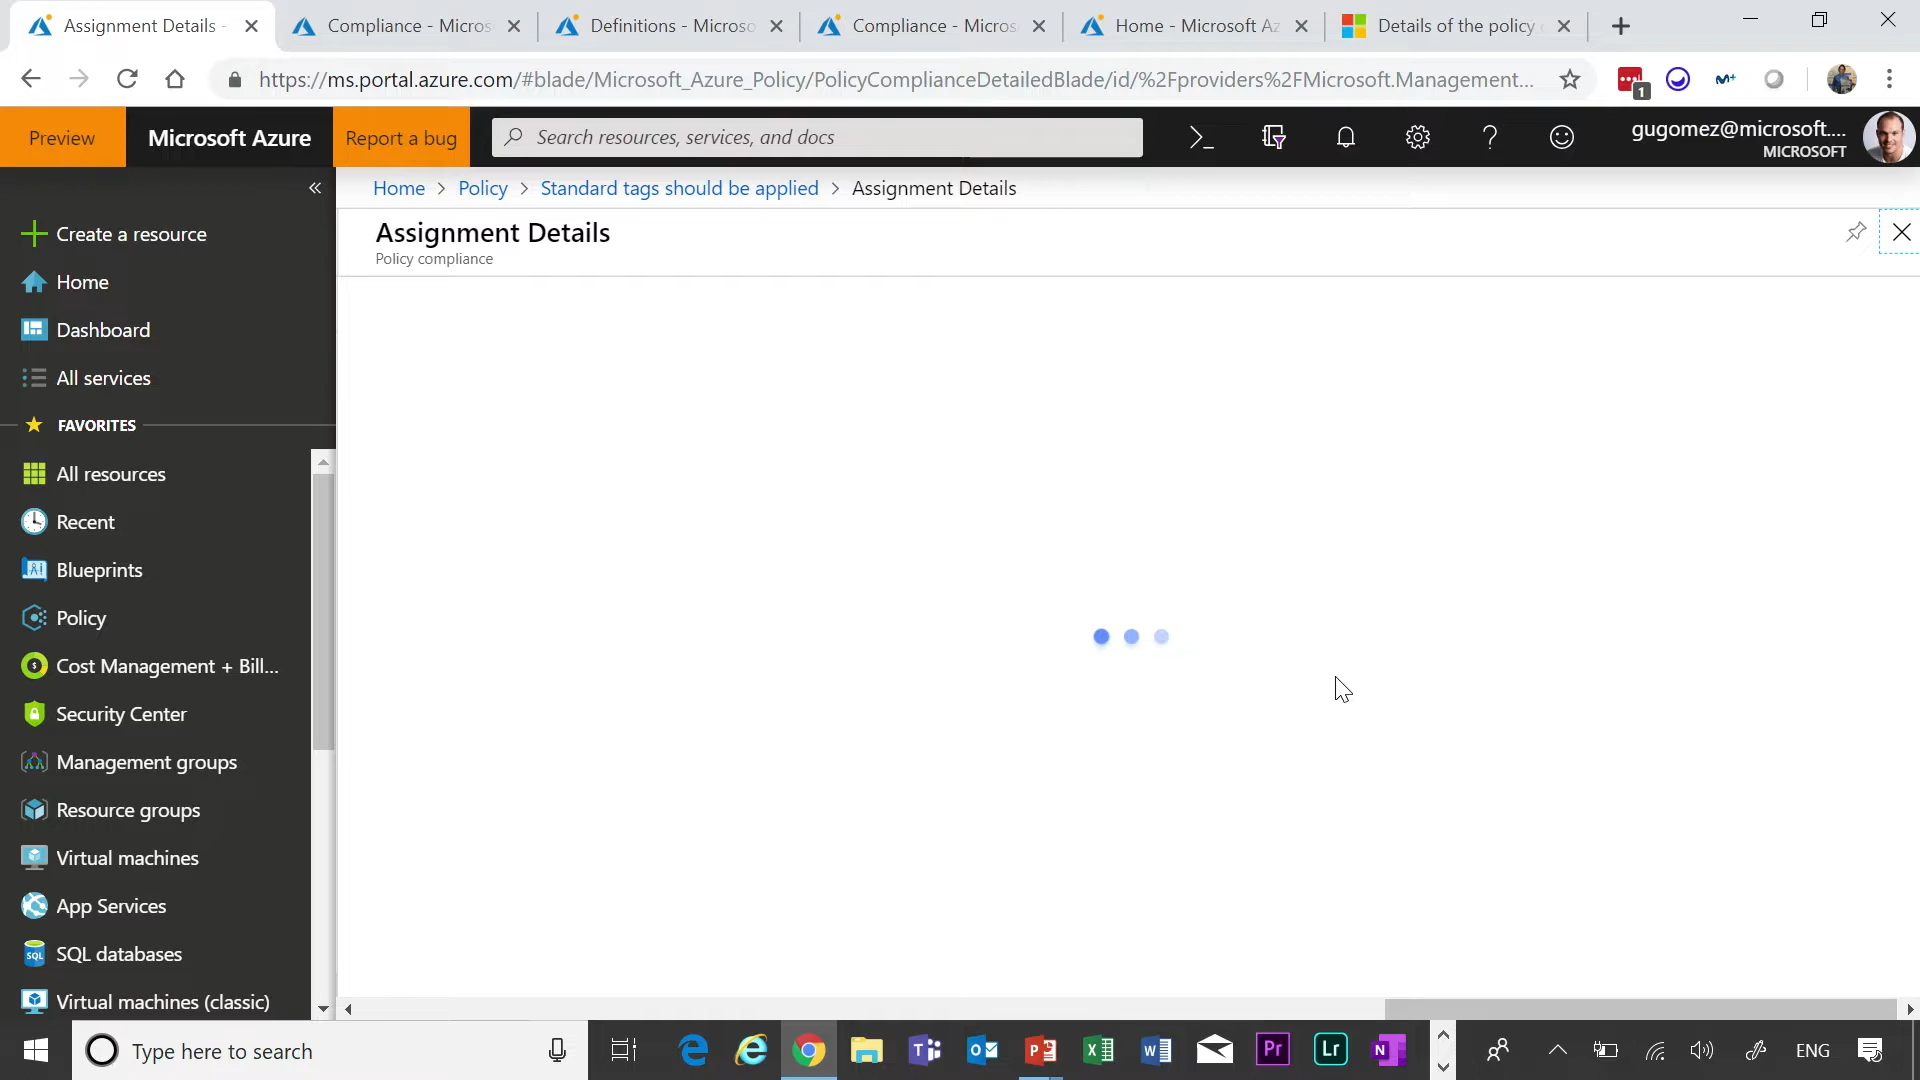 Assignment Details -
Compliance - Micros
Definitions - Microso
Compliance - Micros
Home - Microsoft Az
Details of the policy
https://ms.portal.azure.com/#blade/Microsoft_Azure_Policy/PolicyComplianceDetailedBlade/id/%2Fproviders%2FMicrosoft.Management...
1
Preview
Microsoft Azure
Report a bug
Search resources, services, and docs
gugomez@microsoft....
MICROSOFT
Home > Policy > Standard tags should be applied > Assignment Details
Assignment Details
Policy compliance
Create a resource
Home
Dashboard
All services
FAVORITES
All resources
Recent
Blueprints
Policy
Cost Management + Bill...
Security Center
Management groups
Resource groups
Virtual machines
App Services
SQL databases
Virtual machines (classic)
Type here to search
ENG